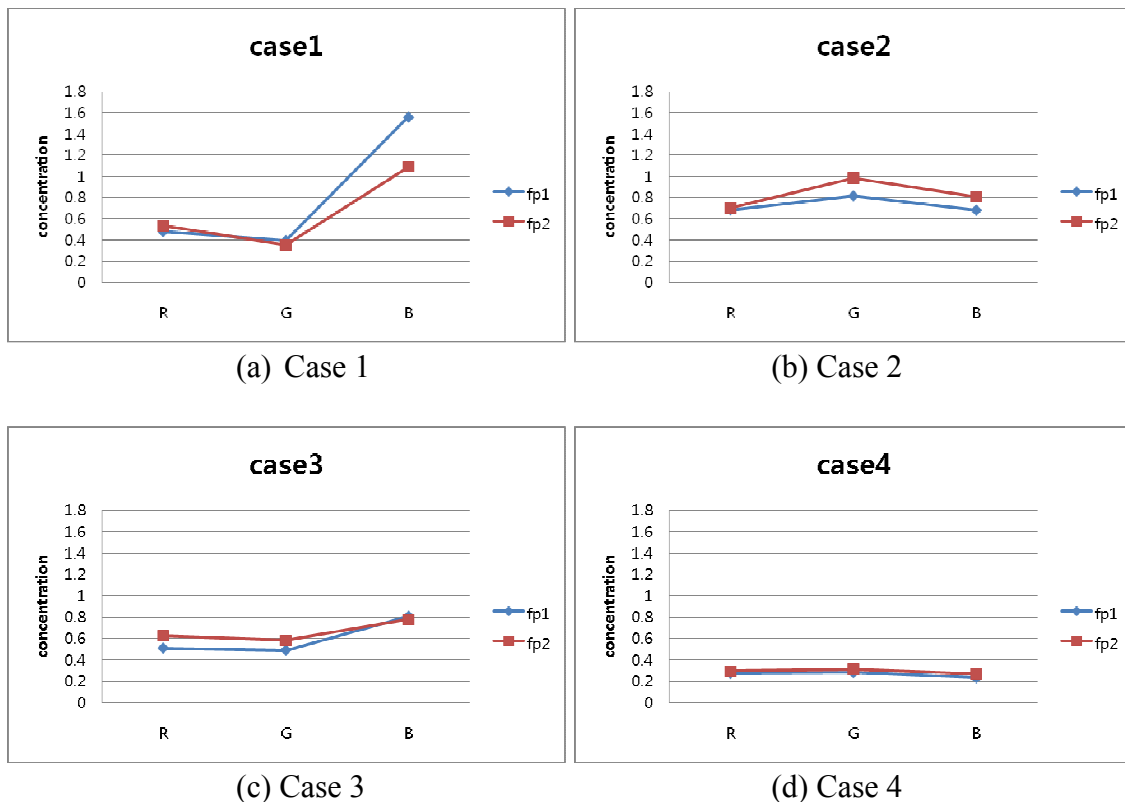 case1
concentration
1.8
1.6
1.4
1.2
1
0.8
0.6
0.4
0.2
0
R G B
fp1
fp2
(a) Case 1
case2
concentration
1.8
1.6
1.4
1.2
1
0.8
0.6
0.4
0.2
0
R G B
fp1
fp2
(b) Case 2
case3
concentration
1.8
1.6
1.4
1.2
1
0.8
0.6
0.4
0.2
0
R G B
fp1
fp2
(c) Case 3
case4
concentration
1.8
1.6
1.4
1.2
1
0.8
0.6
0.4
0.2
0
R G B
fp1
fp2
(d) Case 4